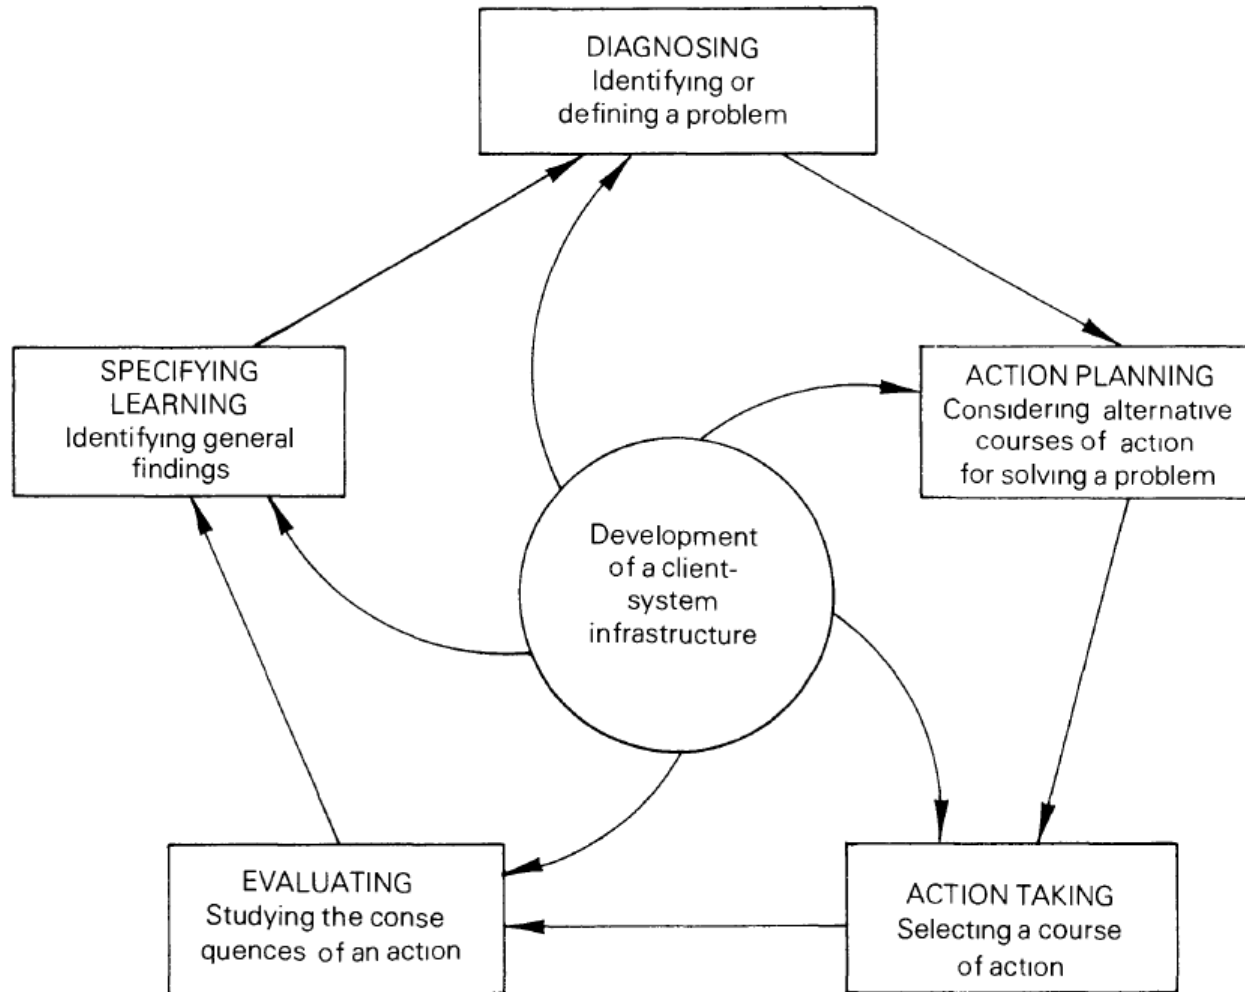 DIAGNOSING
Identifying or
defining a problem
SPECIFYING
LEARNING
Identifying general
findings
ACTION PLANNING
Considering alternative
courses of action
for solving a problem
Development
of a client-
system
infrastructure
EVALUATING
Studying the conse
quences of an action
ACTION TAKING
Selecting a course
of action